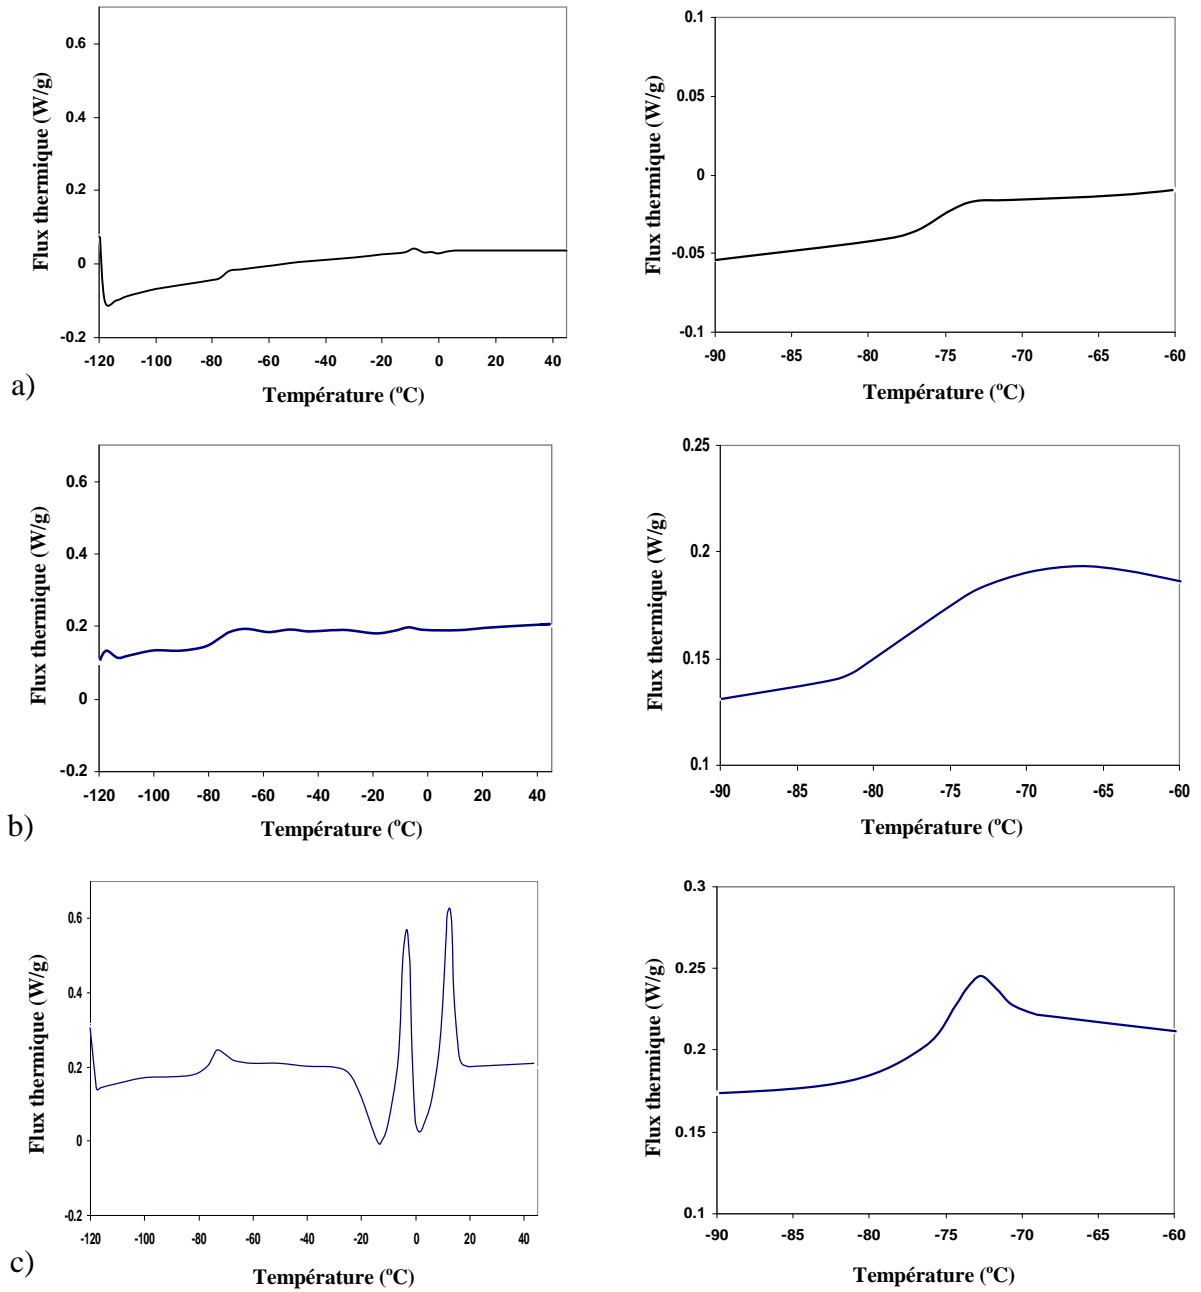 0.6
0.4
0.2
0
-0.2
Flux thermique (W/g)
-120 -100 -80 -60 -40 -20 0 20 40
Température (ºC)
a)
0.1
0.05
0
-0.05
-0.1
Flux thermique (W/g)
-90 -85 -80 -75 -70 -65 -60
Température (ºC)
0.6
0.4
0.2
0
-0.2
Flux thermique (W/g)
-120 -100 -80 -60 -40 -20 0 20 40
Température (ºC)
b)
0.25
0.2
0.15
0.1
Flux thermique (W/g)
-90 -85 -80 -75 -70 -65 -60
Température (ºC)
0.6
0.4
0.2
0
-0.2
Flux thermique (W/g)
-120 -100 -80 -60 -40 -20 0 20 40
Température (ºC)
c)
0.3
0.25
0.2
0.15
0.1
Flux thermique (W/g)
-90 -85 -80 -75 -70 -65 -60
Température (ºC)